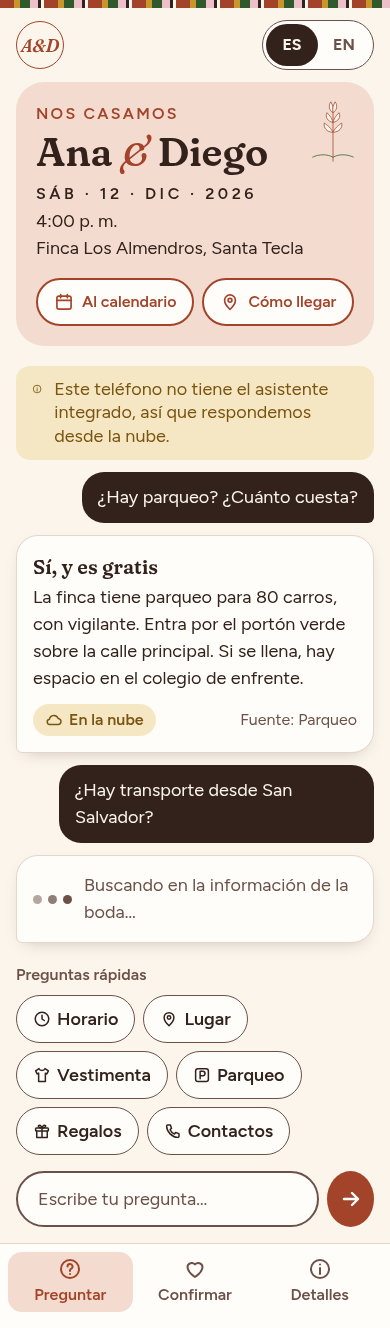 A&D
ES
EN
NOS CASAMOS
Ana & Diego
SÁB · 12 · DIC · 2026
4:00 p. m.
Finca Los Almendros, Santa Tecla
Al calendario
Cómo llegar
Este teléfono no tiene el asistente
integrado, así que respondemos
desde la nube.
¿Hay parqueo? ¿Cuánto cuesta?
Sí, y es gratis
La finca tiene parqueo para 80 carros,
con vigilante. Entra por el portón verde
sobre la calle principal. Si se llena, hay
espacio en el colegio de enfrente.
En la nube
Fuente: Parqueo
¿Hay transporte desde San
Salvador?
Buscando en la información de la
boda…
Preguntas rápidas
Horario
Lugar
Vestimenta
Parqueo
Regalos
Contactos
Escribe tu pregunta…
Preguntar
Confirmar
Detalles